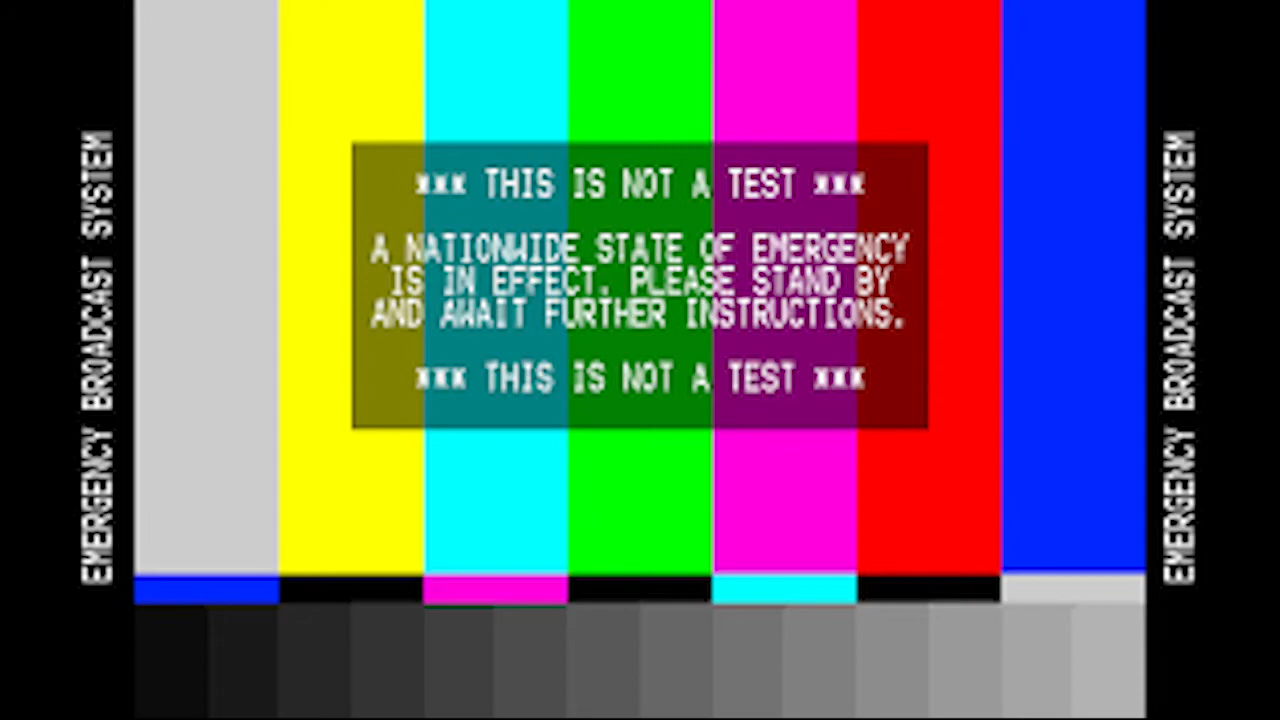 EMERGENCY BROADCAST SYSTEM
*** THIS IS NOT A TEST ***
A NATIONWIDE STATE OF EMERGENCY
IS IN EFFECT. PLEASE STAND BY
AND AWAIT FURTHER INSTRUCTIONS.
*** THIS IS NOT A TEST ***
EMERGENCY BROADCAST SYSTEM